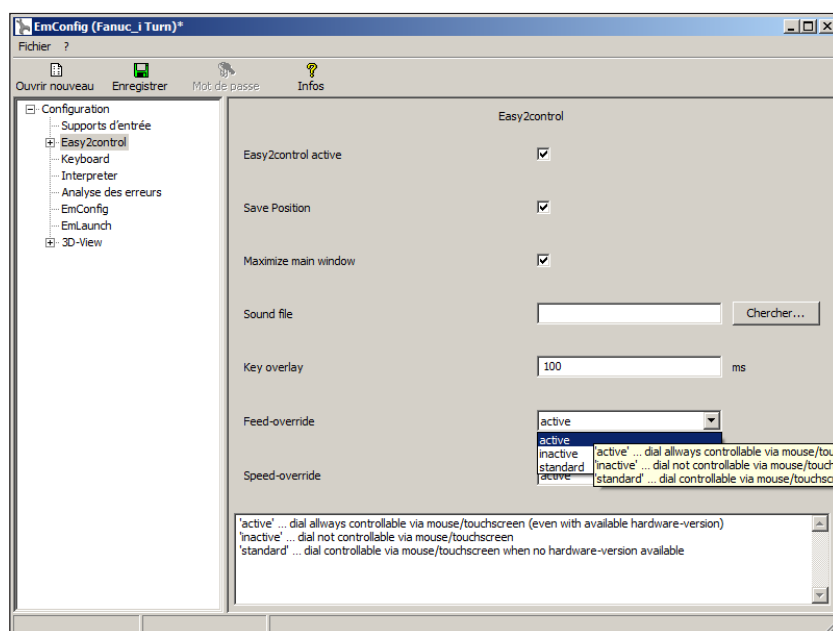 EmConfig (Fanuc_i Turn)*
Fichier ?
Ouvrir nouveau Enregistrer Mot de passe Infos
Configuration
Supports d'entrée
Easy2control
Keyboard
Interpreter
Analyse des erreurs
EmConfig
EmLaunch
3D-View
Easy2control
Easy2control active
Save Position
Maximize main window
Sound file Chercher...
Key overlay 100 ms
Feed-override active
active
inactive
standard
'active' ... dial allways controllable via mouse/tou
'inactive' ... dial not controllable via mouse/touch
'standard' ... dial controllable via mouse/touchscr
Speed-override active
'active' ... dial allways controllable via mouse/touchscreen (even with available hardware-version)
'inactive' ... dial not controllable via mouse/touchscreen
'standard' ... dial controllable via mouse/touchscreen when no hardware-version available